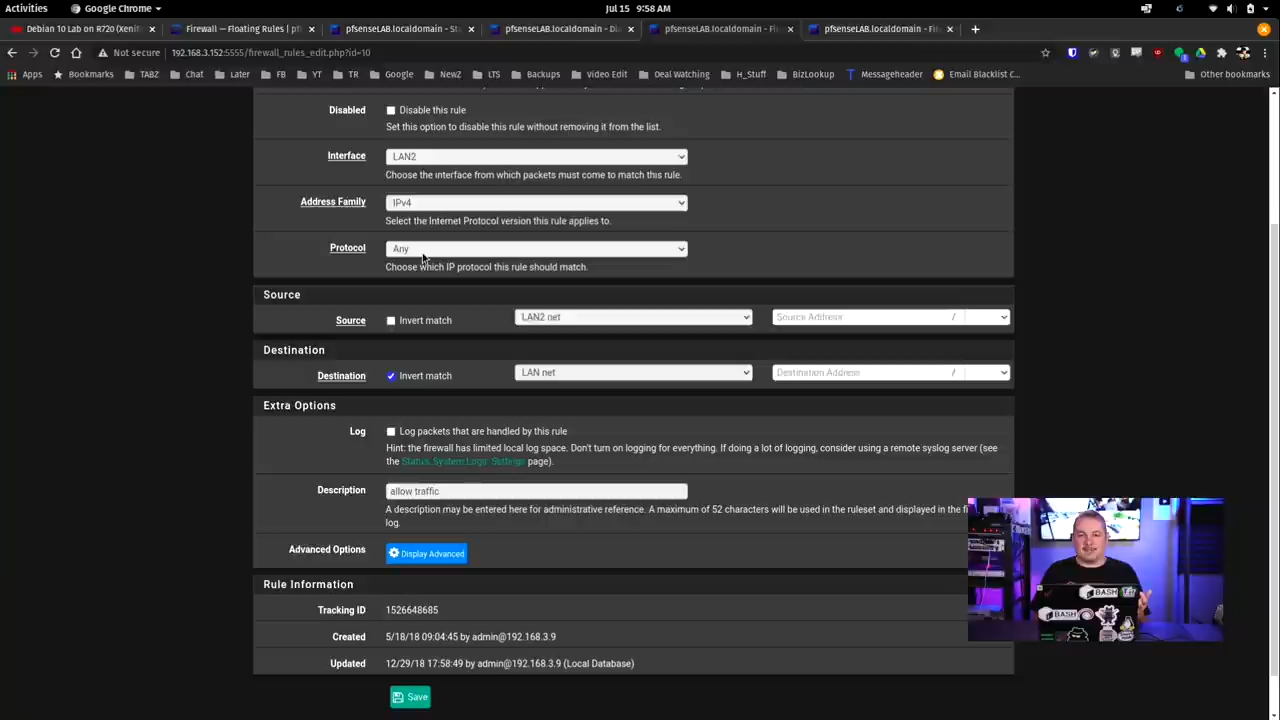 Activities
Google Chrome
Jul 15 9:58 AM
Debian 10 Lab on R720 (XenI
Firewall — Floating Rules | pf
pfsenseLAB.localdomain - St
pfsenseLAB.localdomain - Di
pfsenseLAB.localdomain - Fi
pfsenseLAB.localdomain - Fi
Not secure 192.168.3.152:5555/firewall_rules_edit.php?id=10
Apps Bookmarks TABZ Chat Later FB YT TR Google NewZ LTS Backups Video Edit Deal Watching H_Stuff BizLookup Messageheader Email Blacklist C... Other bookmarks
Disabled Disable this rule
Set this option to disable this rule without removing it from the list.
Interface LAN2
Choose the interface from which packets must come to match this rule.
Address Family IPv4
Select the Internet Protocol version this rule applies to.
Protocol Any
Choose which IP protocol this rule should match.
Source
Source Invert match LAN2 net Source Address /
Destination
Destination Invert match LAN net Destination Address /
Extra Options
Log Log packets that are handled by this rule
Hint: the firewall has limited local log space. Don't turn on logging for everything. If doing a lot of logging, consider using a remote syslog server (see
the Status: System Logs: Settings page).
Description allow traffic
A description may be entered here for administrative reference. A maximum of 52 characters will be used in the ruleset and displayed in the fi
log.
Advanced Options Display Advanced
Rule Information
Tracking ID 1526648685
Created 5/18/18 09:04:45 by admin@192.168.3.9
Updated 12/29/18 17:58:49 by admin@192.168.3.9 (Local Database)
Save
BASH
BASH